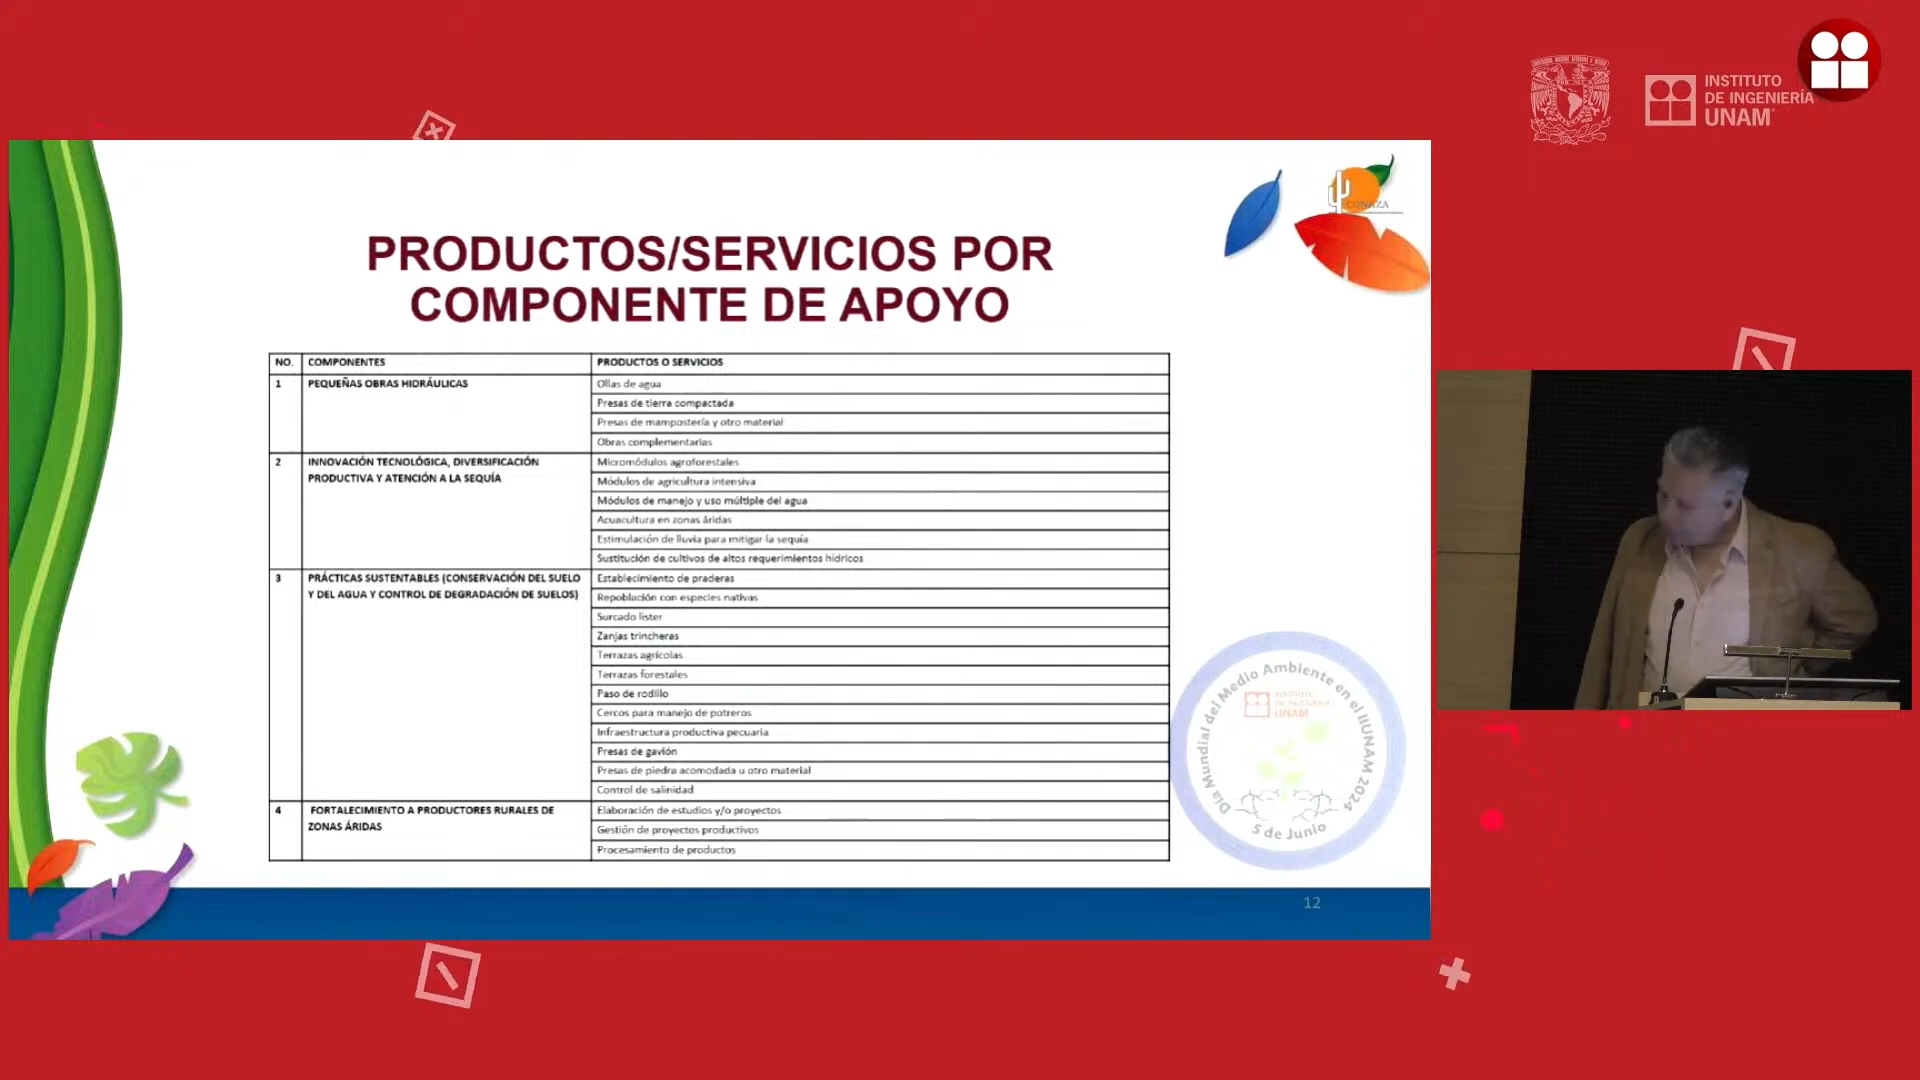 INSTITUTO
DE INGENIERÍA
UNAM
CONAZA
PRODUCTOS/SERVICIOS POR
COMPONENTE DE APOYO
NO. COMPONENTES PRODUCTOS O SERVICIOS
1 PEQUEÑAS OBRAS HIDRÁULICAS Ollas de agua
Presas de tierra compactada
Presas de mampostería y otro material
Obras complementarias
2 INNOVACIÓN TECNOLÓGICA, DIVERSIFICACIÓN Micromódulos agroforestales
PRODUCTIVA Y ATENCIÓN A LA SEQUÍA Módulos de agricultura intensiva
Módulos de manejo y uso múltiple del agua
Acuacultura en zonas áridas
Estimulación de lluvia para mitigar la sequía
Sustitución de cultivos de altos requerimientos hídricos
3 PRÁCTICAS SUSTENTABLES (CONSERVACIÓN DEL SUELO Establecimiento de praderas
Y DEL AGUA Y CONTROL DE DEGRADACIÓN DE SUELOS) Repoblación con especies nativas
Surcado lister
Zanjas trincheras
Terrazas agrícolas
Terrazas forestales
Paso de rodillo
Cercos para manejo de potreros
Infraestructura productiva pecuaria
Presas de gavión
Presas de piedra acomodada u otro material
Control de salinidad
4 FORTALECIMIENTO A PRODUCTORES RURALES DE Elaboración de estudios y/o proyectos
ZONAS ÁRIDAS Gestión de proyectos productivos
Procesamiento de productos
Día Mundial del Medio Ambiente en el IIUNAM 2024
INSTITUTO
DE INGENIERÍA
UNAM
5 de Junio
12